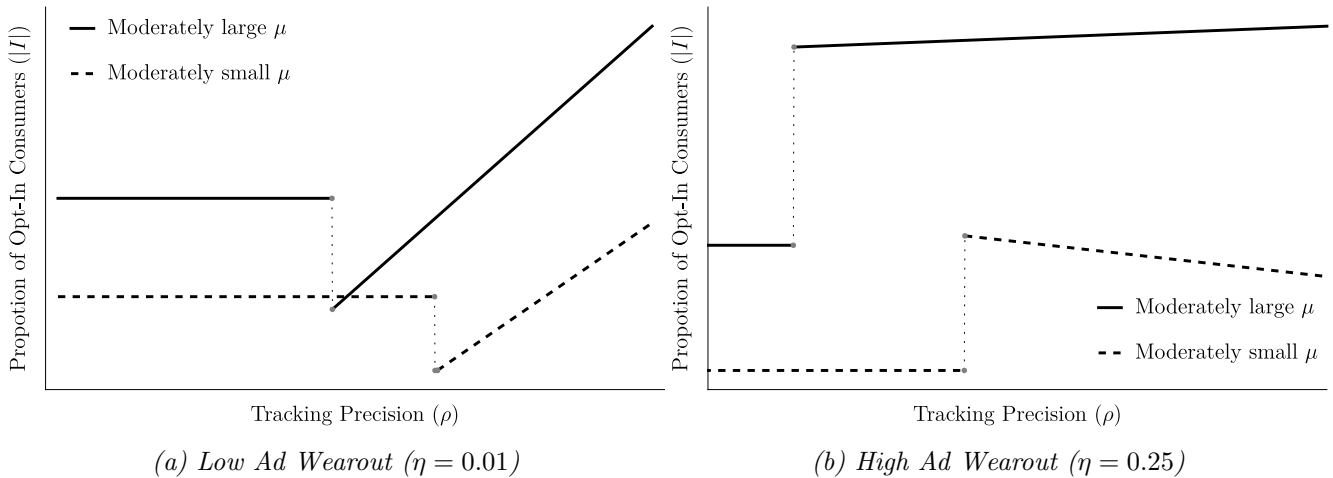 Propotion of Opt-In Consumers (|I|)
Moderately large μ
Moderately small μ
Tracking Precision (ρ)
(a) Low Ad Wearout (η = 0.01)
Propotion of Opt-In Consumers (|I|)
Moderately large μ
Moderately small μ
Tracking Precision (ρ)
(b) High Ad Wearout (η = 0.25)